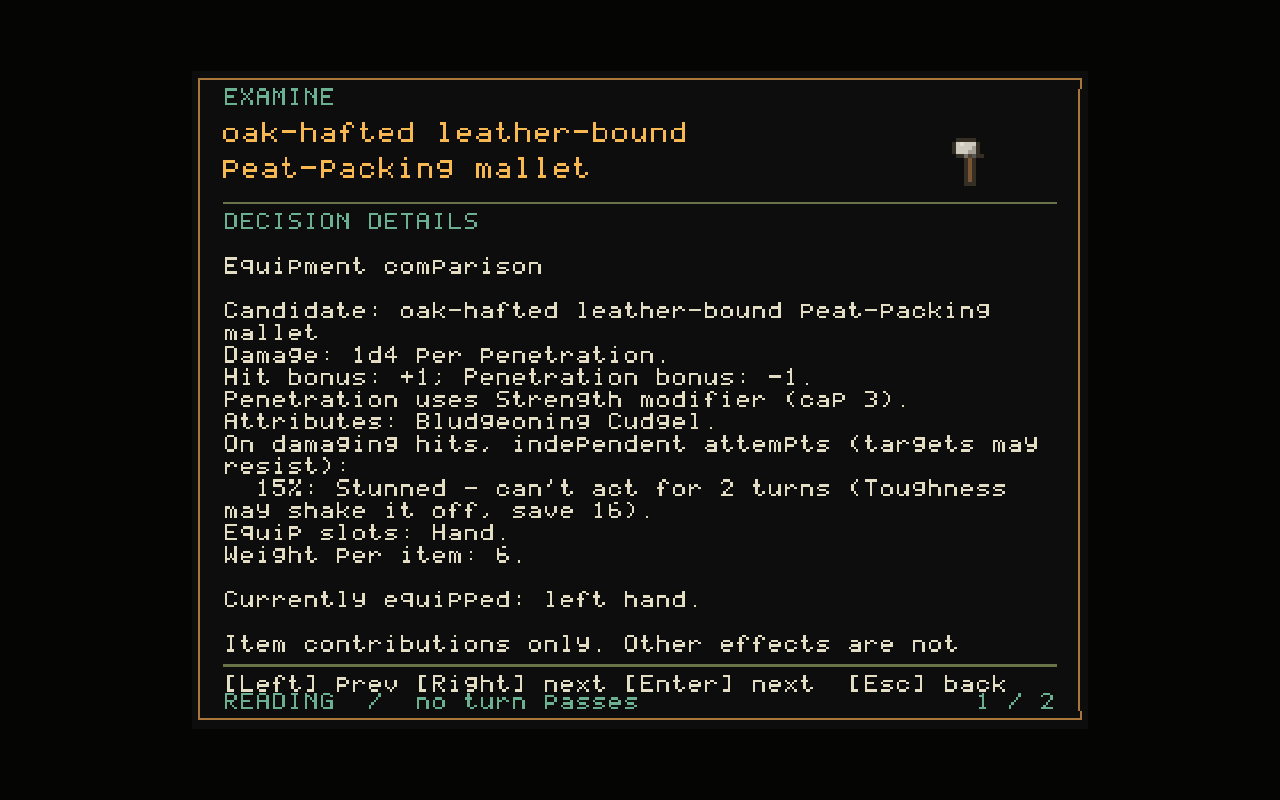 EXAMINE
oak-hafted leather-bound
peat-packing mallet
DECISION DETAILS
Equipment comparison
Candidate: oak-hafted leather-bound peat-packing
mallet
Damage: 1d4 per penetration.
Hit bonus: +1; Penetration bonus: -1.
Penetration uses Strength modifier (cap 3).
Attributes: Bludgeoning Cudgel.
On damaging hits, independent attempts (targets may
resist):
15%: Stunned - can't act for 2 turns (Toughness
may shake it off, save 16).
Equip slots: Hand.
Weight per item: 6.
Currently equipped: left hand.
Item contributions only. Other effects are not
[Left] prev [Right] next [Enter] next  [Esc] back
READING  /  no turn passes 1 / 2